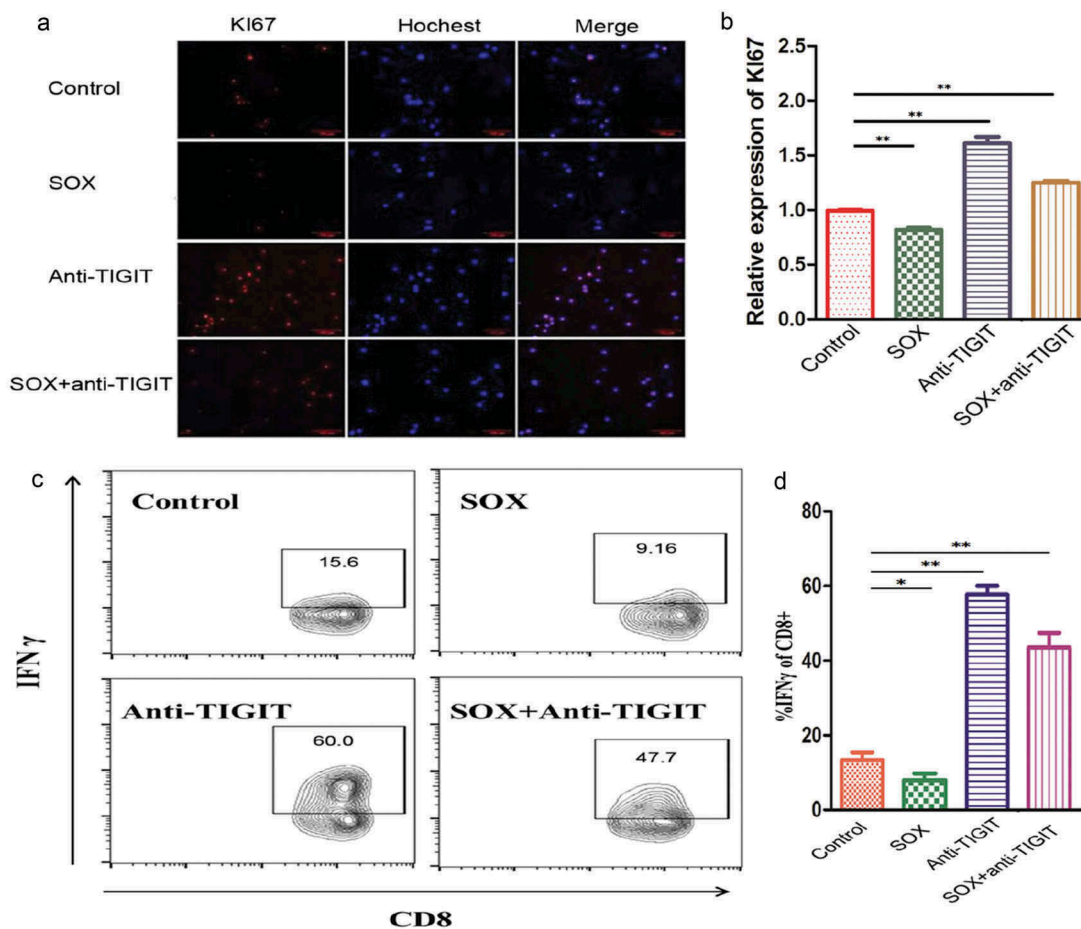 a
KI67 Hochest Merge
Control
SOX
Anti-TIGIT
SOX+anti-TIGIT
b
Relative expression of KI67
2.5
2.0
1.5
1.0
0.5
0.0
**
**
**
Control
SOX
Anti-TIGIT
SOX+anti-TIGIT
c
IFN γ
Control
15.6
SOX
9.16
Anti-TIGIT
60.0
SOX+Anti-TIGIT
47.7
CD8
d
%IFNγ of CD8+
80
60
40
20
0
**
**
*
Control
SOX
Anti-TIGIT
SOX+anti-TIGIT